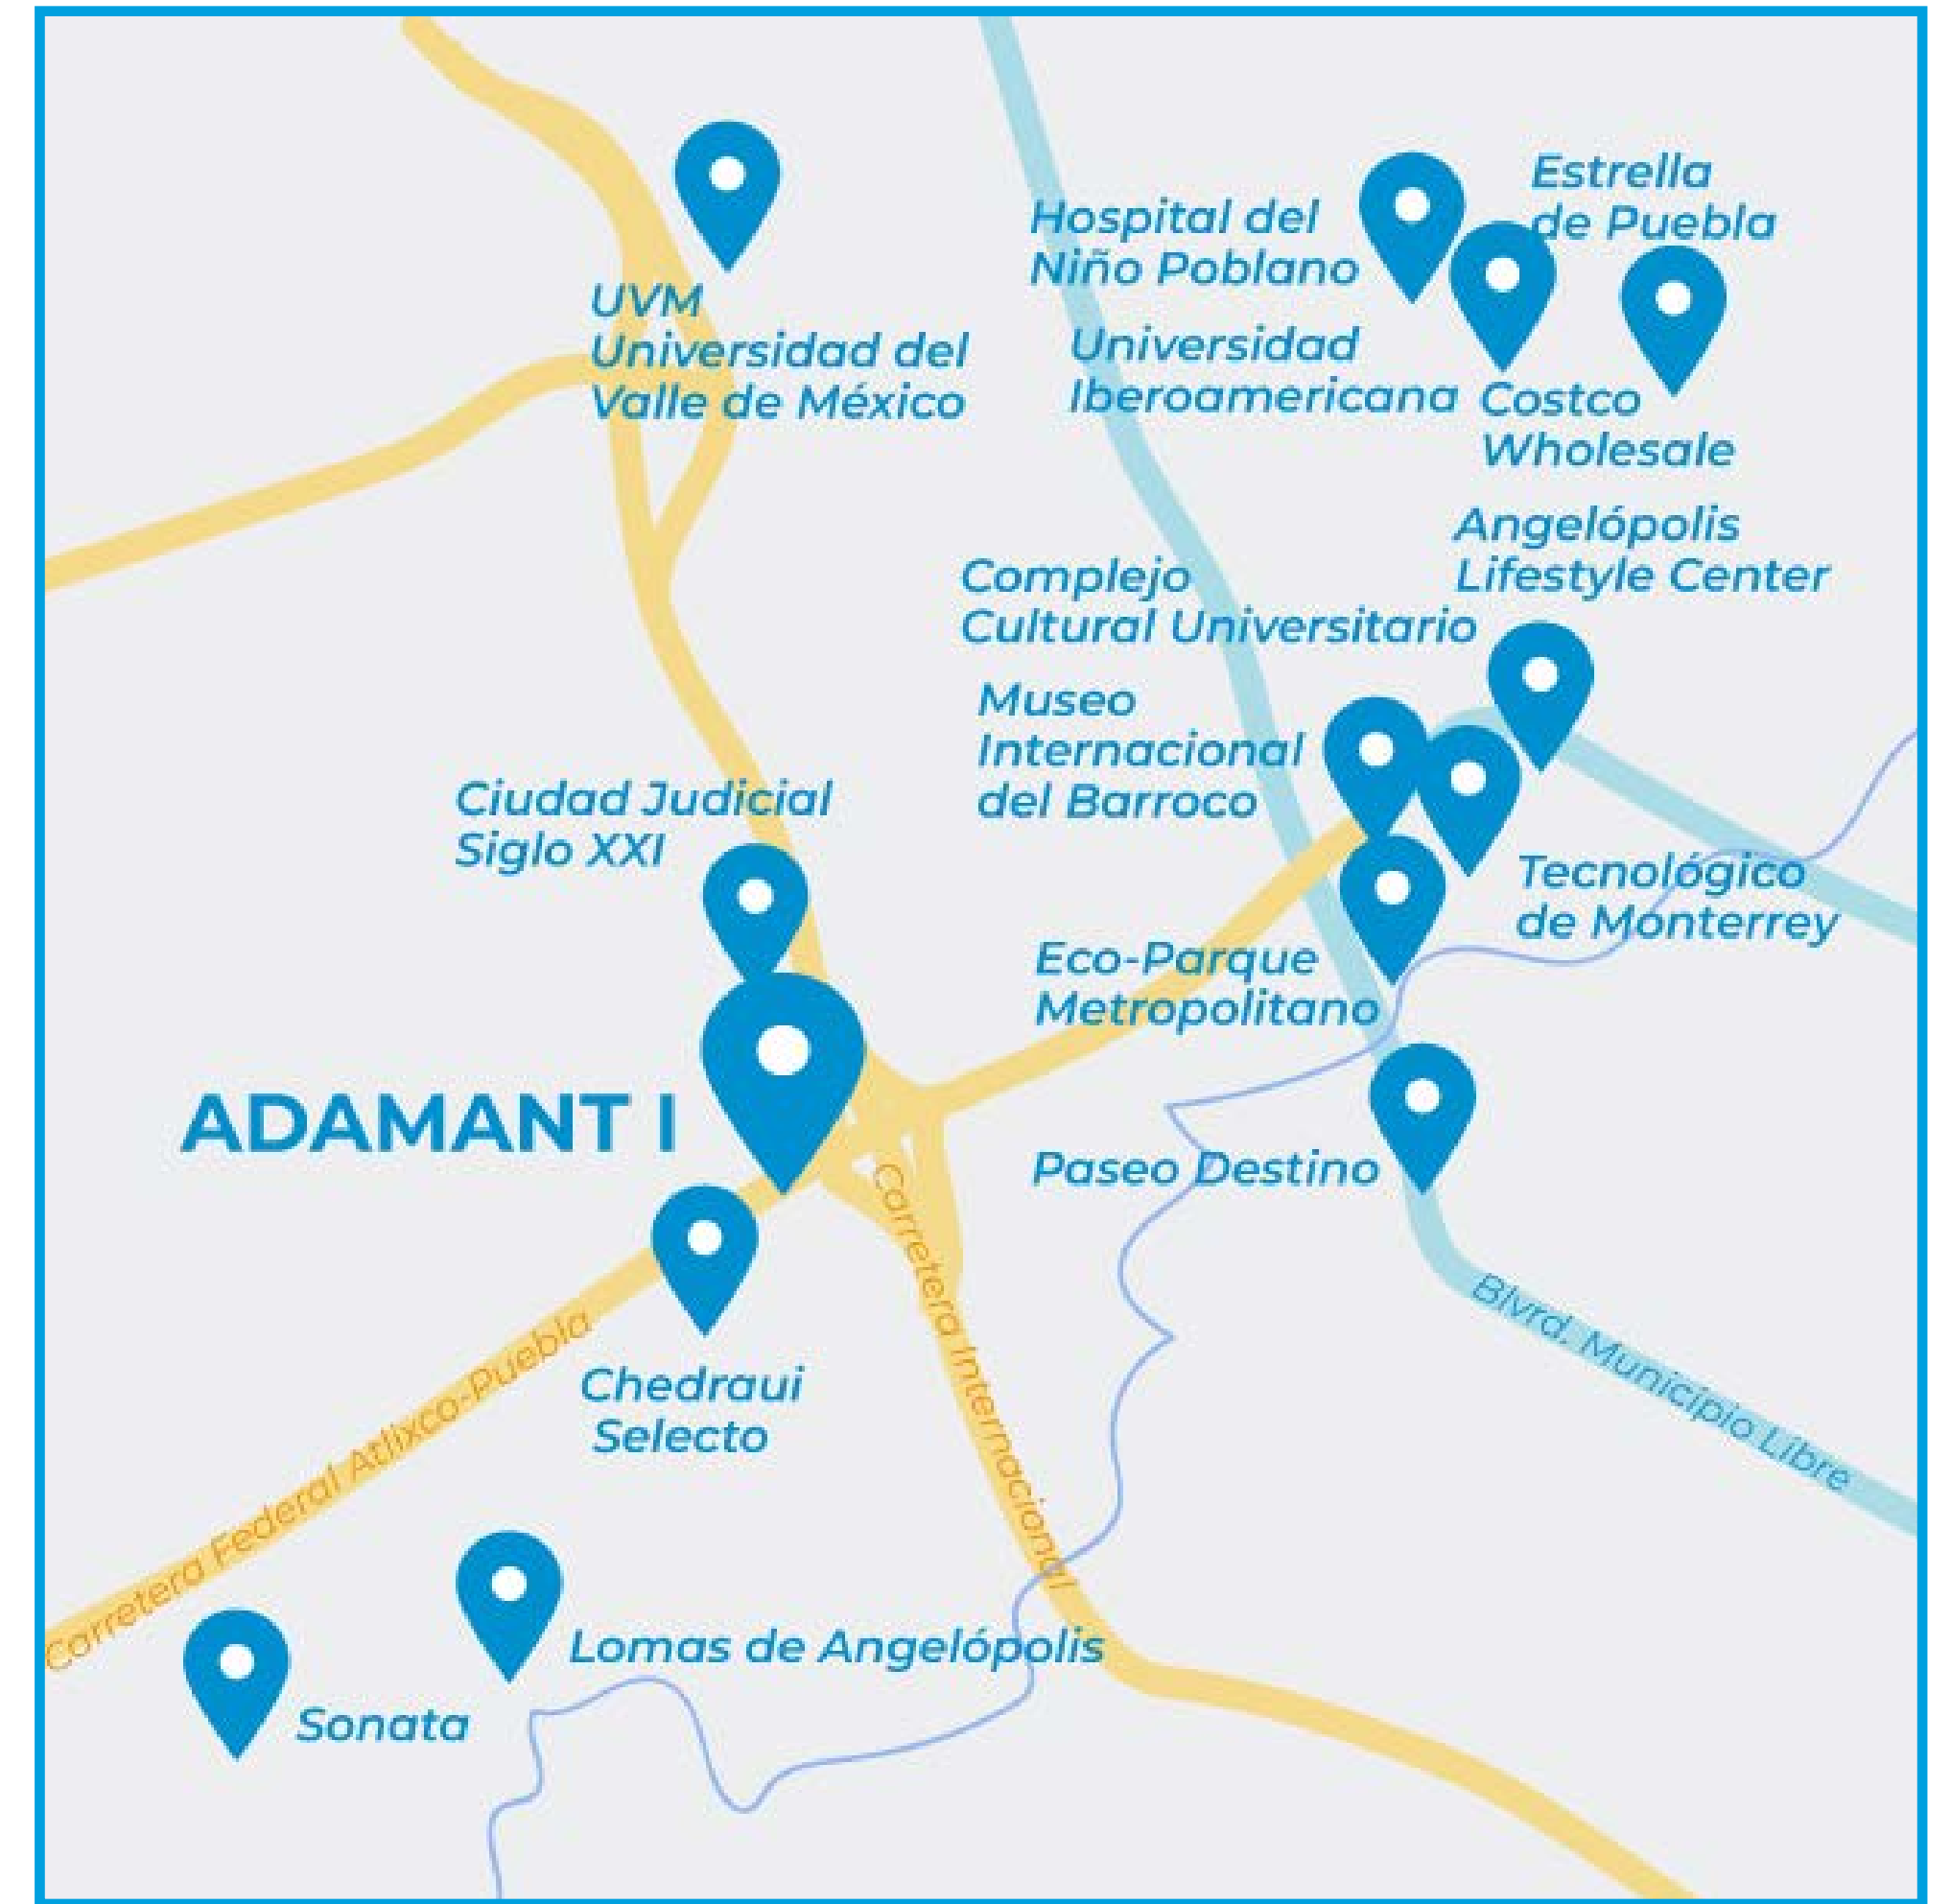 Estrella
de Puebla
Hospital del
Niño Poblano
UVM
Universidad del
Valle de México
Universidad
Iberoamericana
Costco
Wholesale
Angelópolis
Lifestyle Center
Complejo
Cultural Universitario
Museo
Internacional
del Barroco
Ciudad Judicial
Siglo XXI
Tecnológico
de Monterrey
Eco-Parque
Metropolitano
ADAMANT I
Paseo Destino
Carretera Internacional
Blvrd. Municipio Libre
Chedraui
Selecto
Carretera Federal Atlixco-Puebla
Lomas de Angelópolis
Sonata